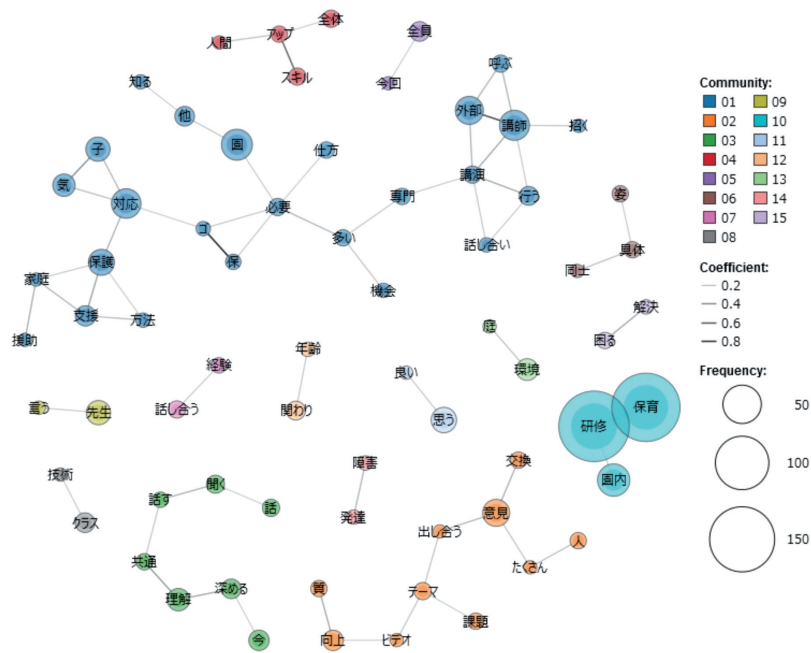 全体
アップ
人間
スキル
全員
今回
知る
他
園
仕方
子
気
対応
ゴ
必要
保
多い
専門
機会
呼ぶ
外部
講師
招く
講演
行う
話し合い
保護
家庭
支援
方法
援助
姿
具体
同士
解決
困る
庭
環境
経験
話し合う
年齢
関わり
良い
思う
言う
先生
保育
研修
園内
技術
クラス
障害
発達
聞く
話す
話
共通
理解
深める
今
交換
意見
出し合う
人
たくさん
テーマ
課題
質
向上
ビデオ
Community:
01 09
02 10
03 11
04 12
05 13
06 14
07 15
08
Coefficient:
0.2
0.4
0.6
0.8
Frequency:
50
100
150